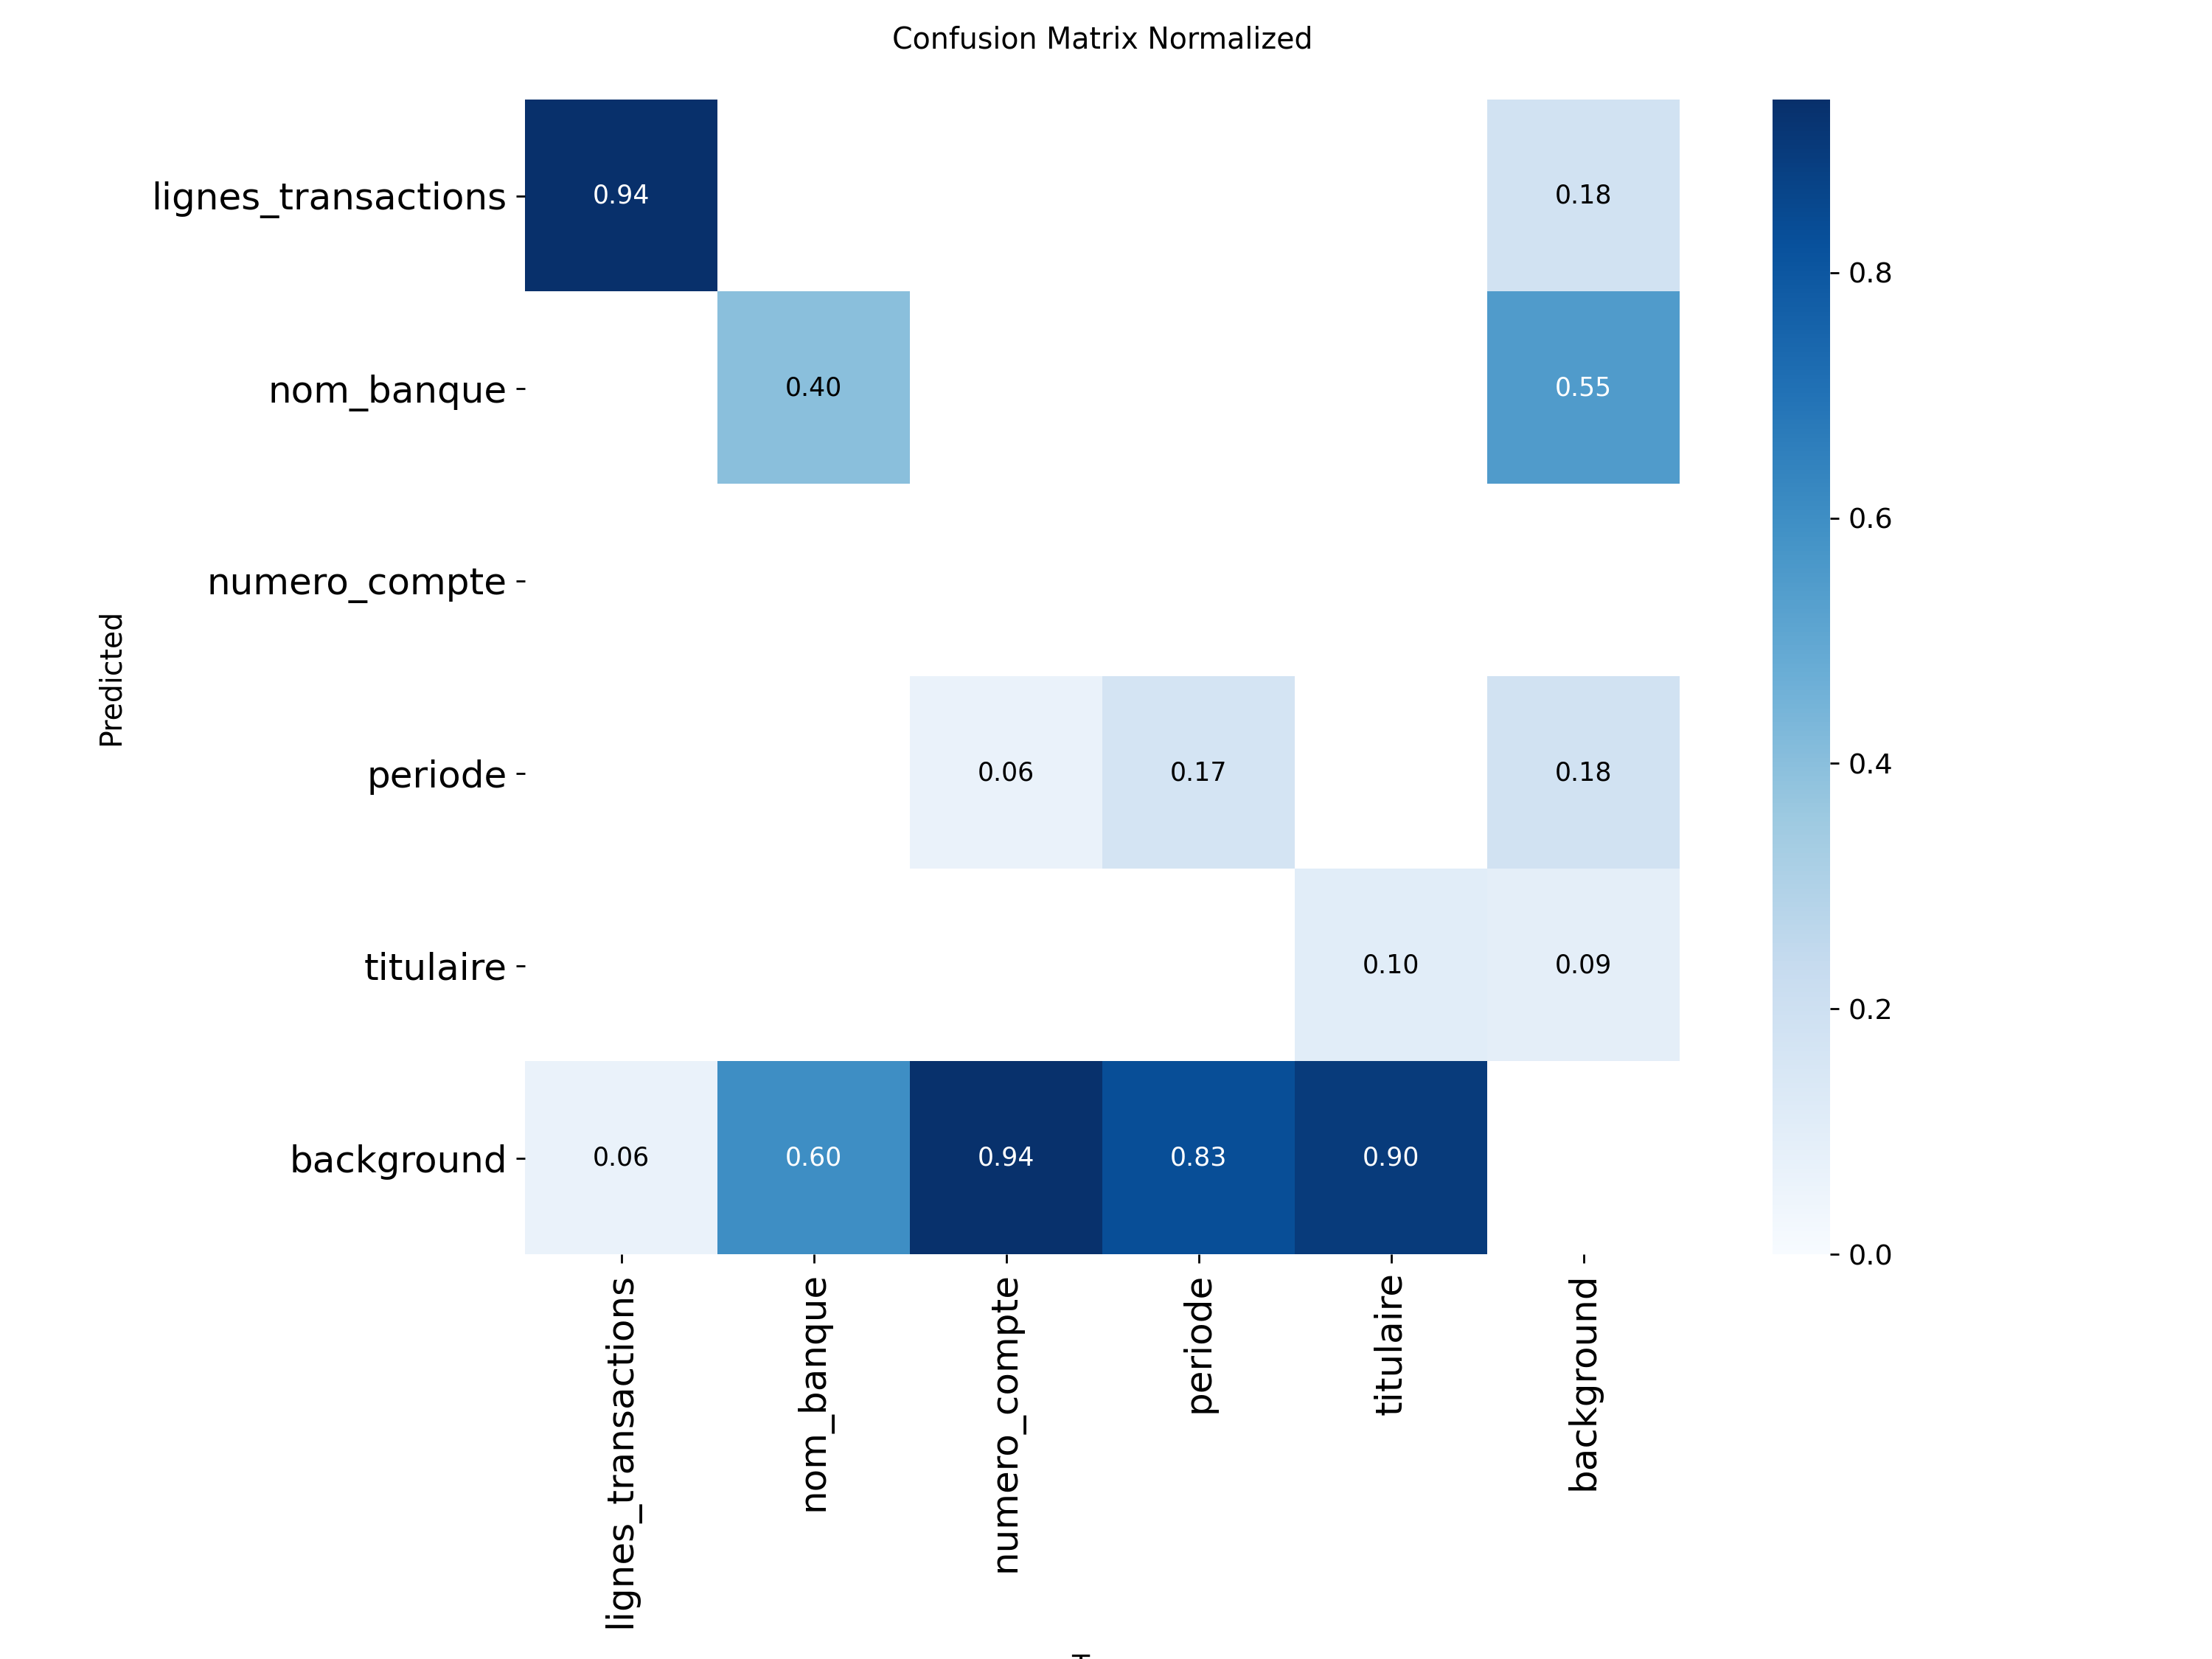 Confusion Matrix Normalized
lignes_transactions
0.94
0.18
0.8
nom_banque
0.40
0.55
0.6
numero_compte
Predicted
periode
0.06
0.17
0.18
0.4
titulaire
0.10
0.09
0.2
background
0.06
0.60
0.94
0.83
0.90
0.0
lignes_transactions
nom_banque
numero_compte
periode
titulaire
background